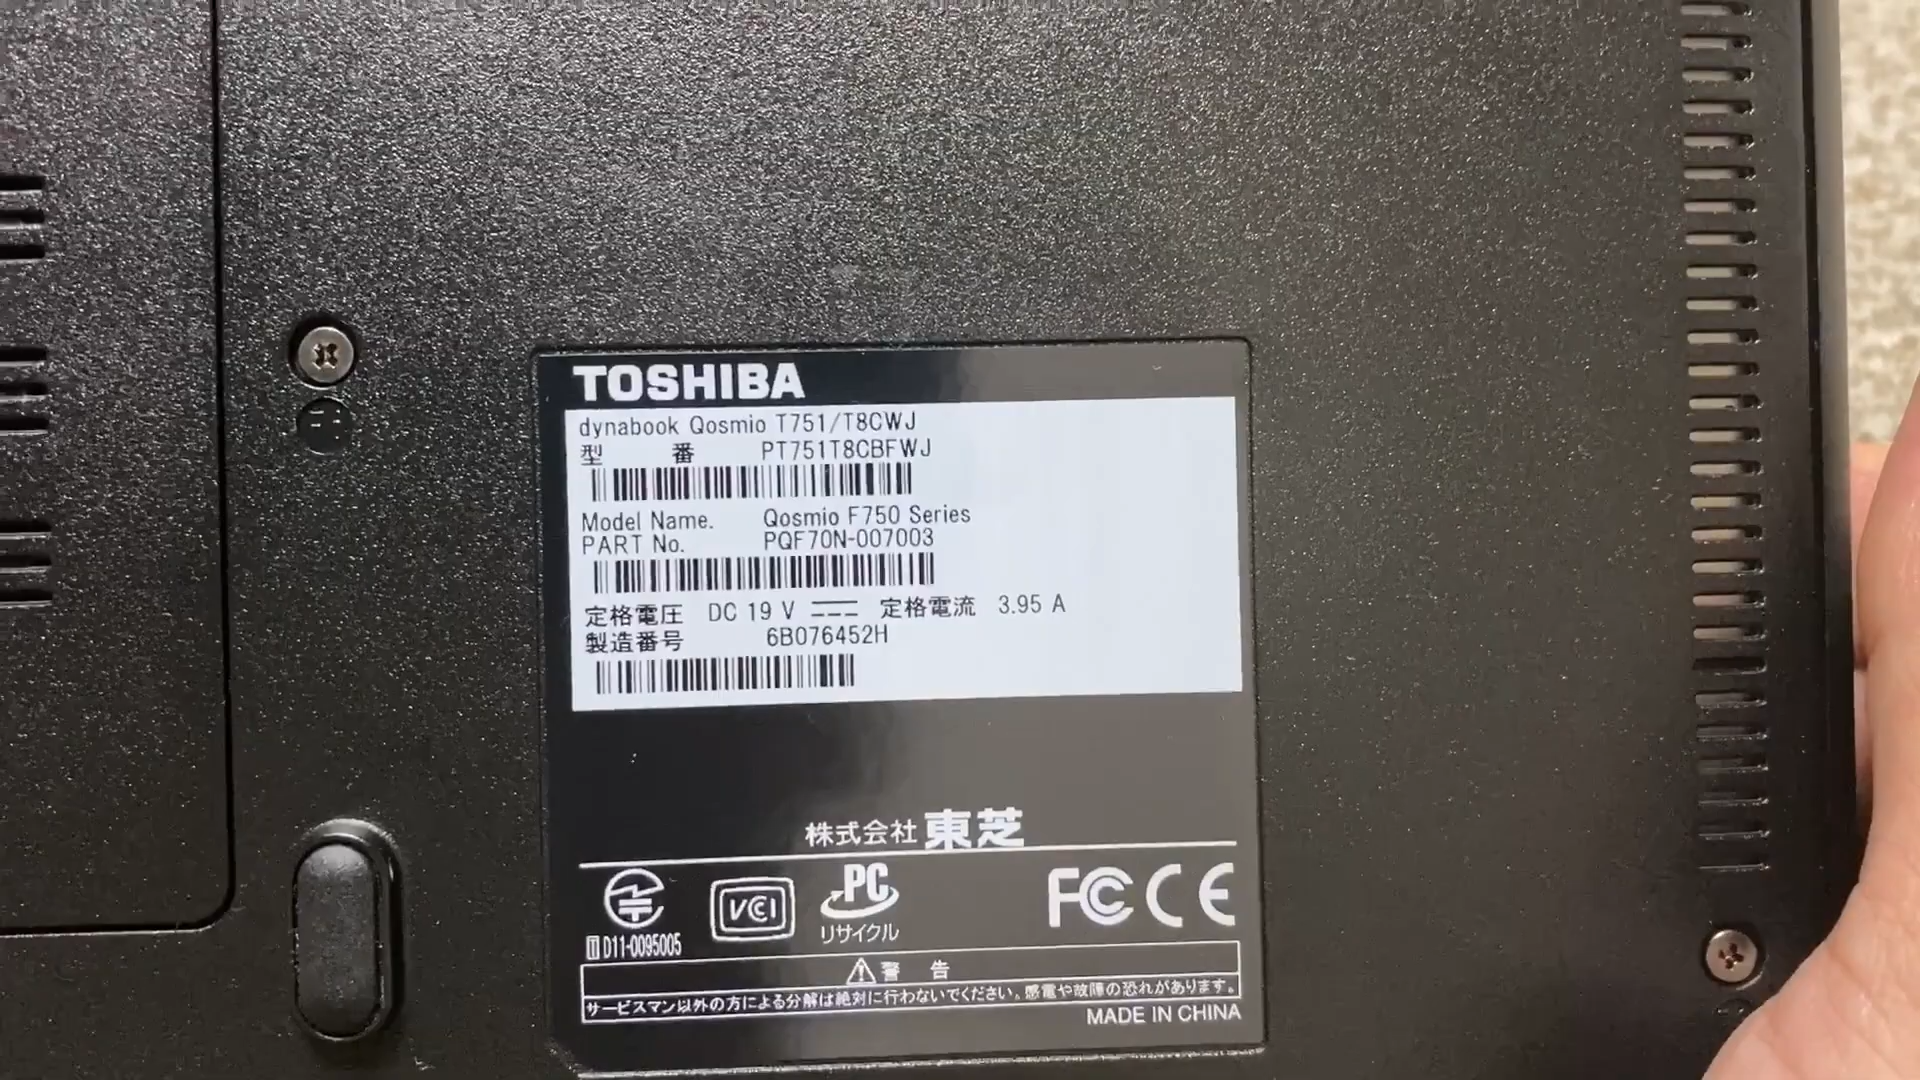 TOSHIBA
dynabook Qosmio T751/T8CWJ
型 番 PT751T8CBFWJ
Model Name. Qosmio F750 Series
PART No. PQF70N-007003
定格電圧 DC 19 V 定格電流 3.95 A
製造番号 6B076452H
株式会社 東芝
VCI PC FC CE
リサイクル
T D11-0095005
警 告
サービスマン以外の方による分解は絶対に行わないでください。感電や故障の恐れがあります。
MADE IN CHINA